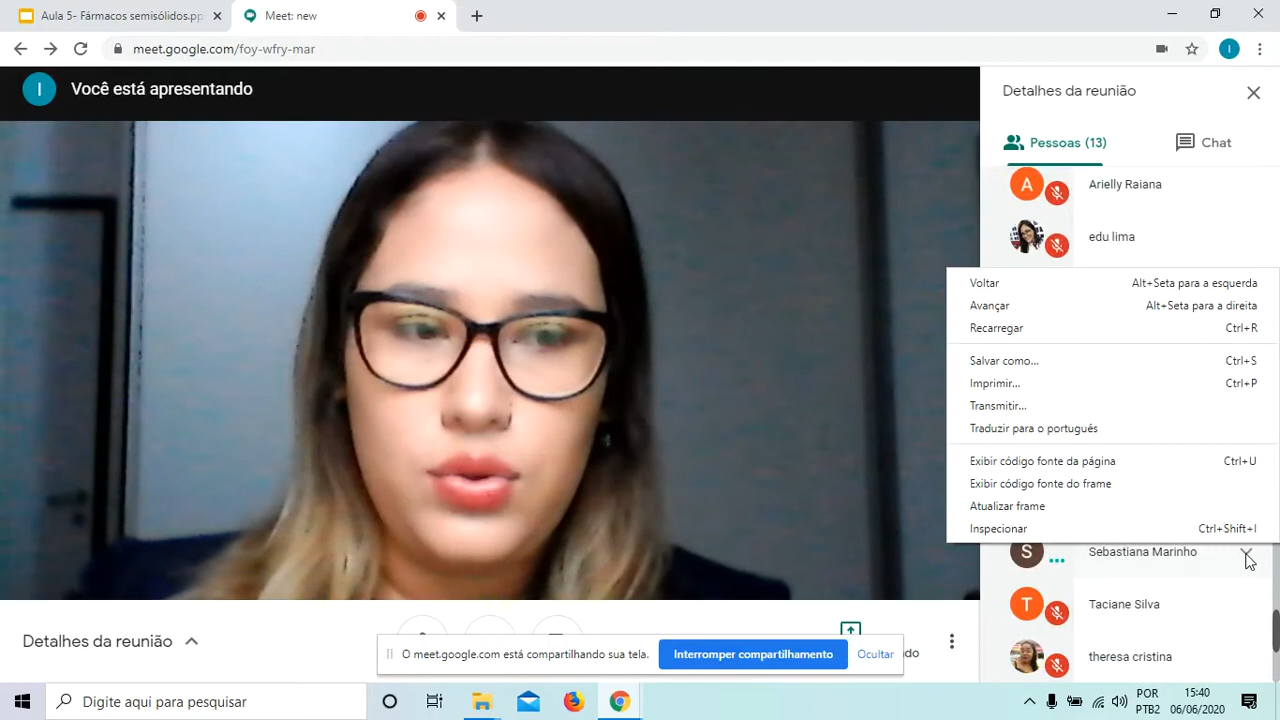 Aula 5- Fármacos semisólidos.pp
Meet: new
meet.google.com/foy-wfry-mar
I
I
Você está apresentando
Detalhes da reunião
Pessoas (13)
Chat
A
Arielly Raiana
edu lima
Voltar Alt+Seta para a esquerda
Avançar Alt+Seta para a direita
Recarregar Ctrl+R
Salvar como... Ctrl+S
Imprimir... Ctrl+P
Transmitir...
Traduzir para o português
Exibir código fonte da página Ctrl+U
Exibir código fonte do frame
Atualizar frame
Inspecionar Ctrl+Shift+I
S
Sebastiana Marinho
T
Taciane Silva
theresa cristina
Detalhes da reunião
O meet.google.com está compartilhando sua tela.
Interromper compartilhamento
Ocultar
Digite aqui para pesquisar
POR
PTB2
15:40
06/06/2020